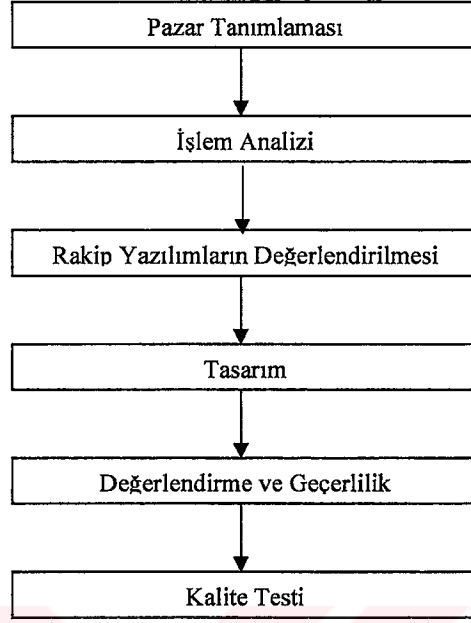 Pazar Tanımlaması
İşlem Analizi
Rakip Yazılımların Değerlendirilmesi
Tasarım
Değerlendirme ve Geçerlilik
Kalite Testi